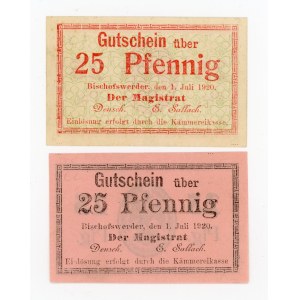 Gutschein über
25 Pfennig
Bischofswerder, den 1. Juli 1920.
Der Magistrat
Einlösung erfolgt durch die Kämmereikasse
Gutschein über
25 Pfennig
Bischofswerder, den 1. Juli 1920.
Der Magistrat
Einlösung erfolgt durch die Kämmereikasse